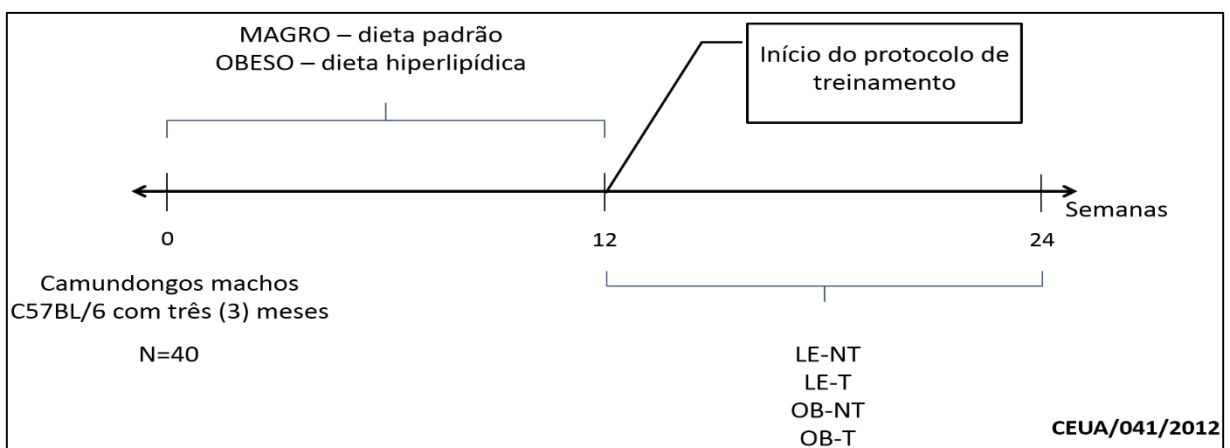 MAGRO – dieta padrão
OBESO – dieta hiperlipídica
Início do protocolo de
treinamento
Semanas
0
12
24
Camundongos machos
C57BL/6 com três (3) meses
N=40
LE-NT
LE-T
OB-NT
OB-T
CEUA/041/2012